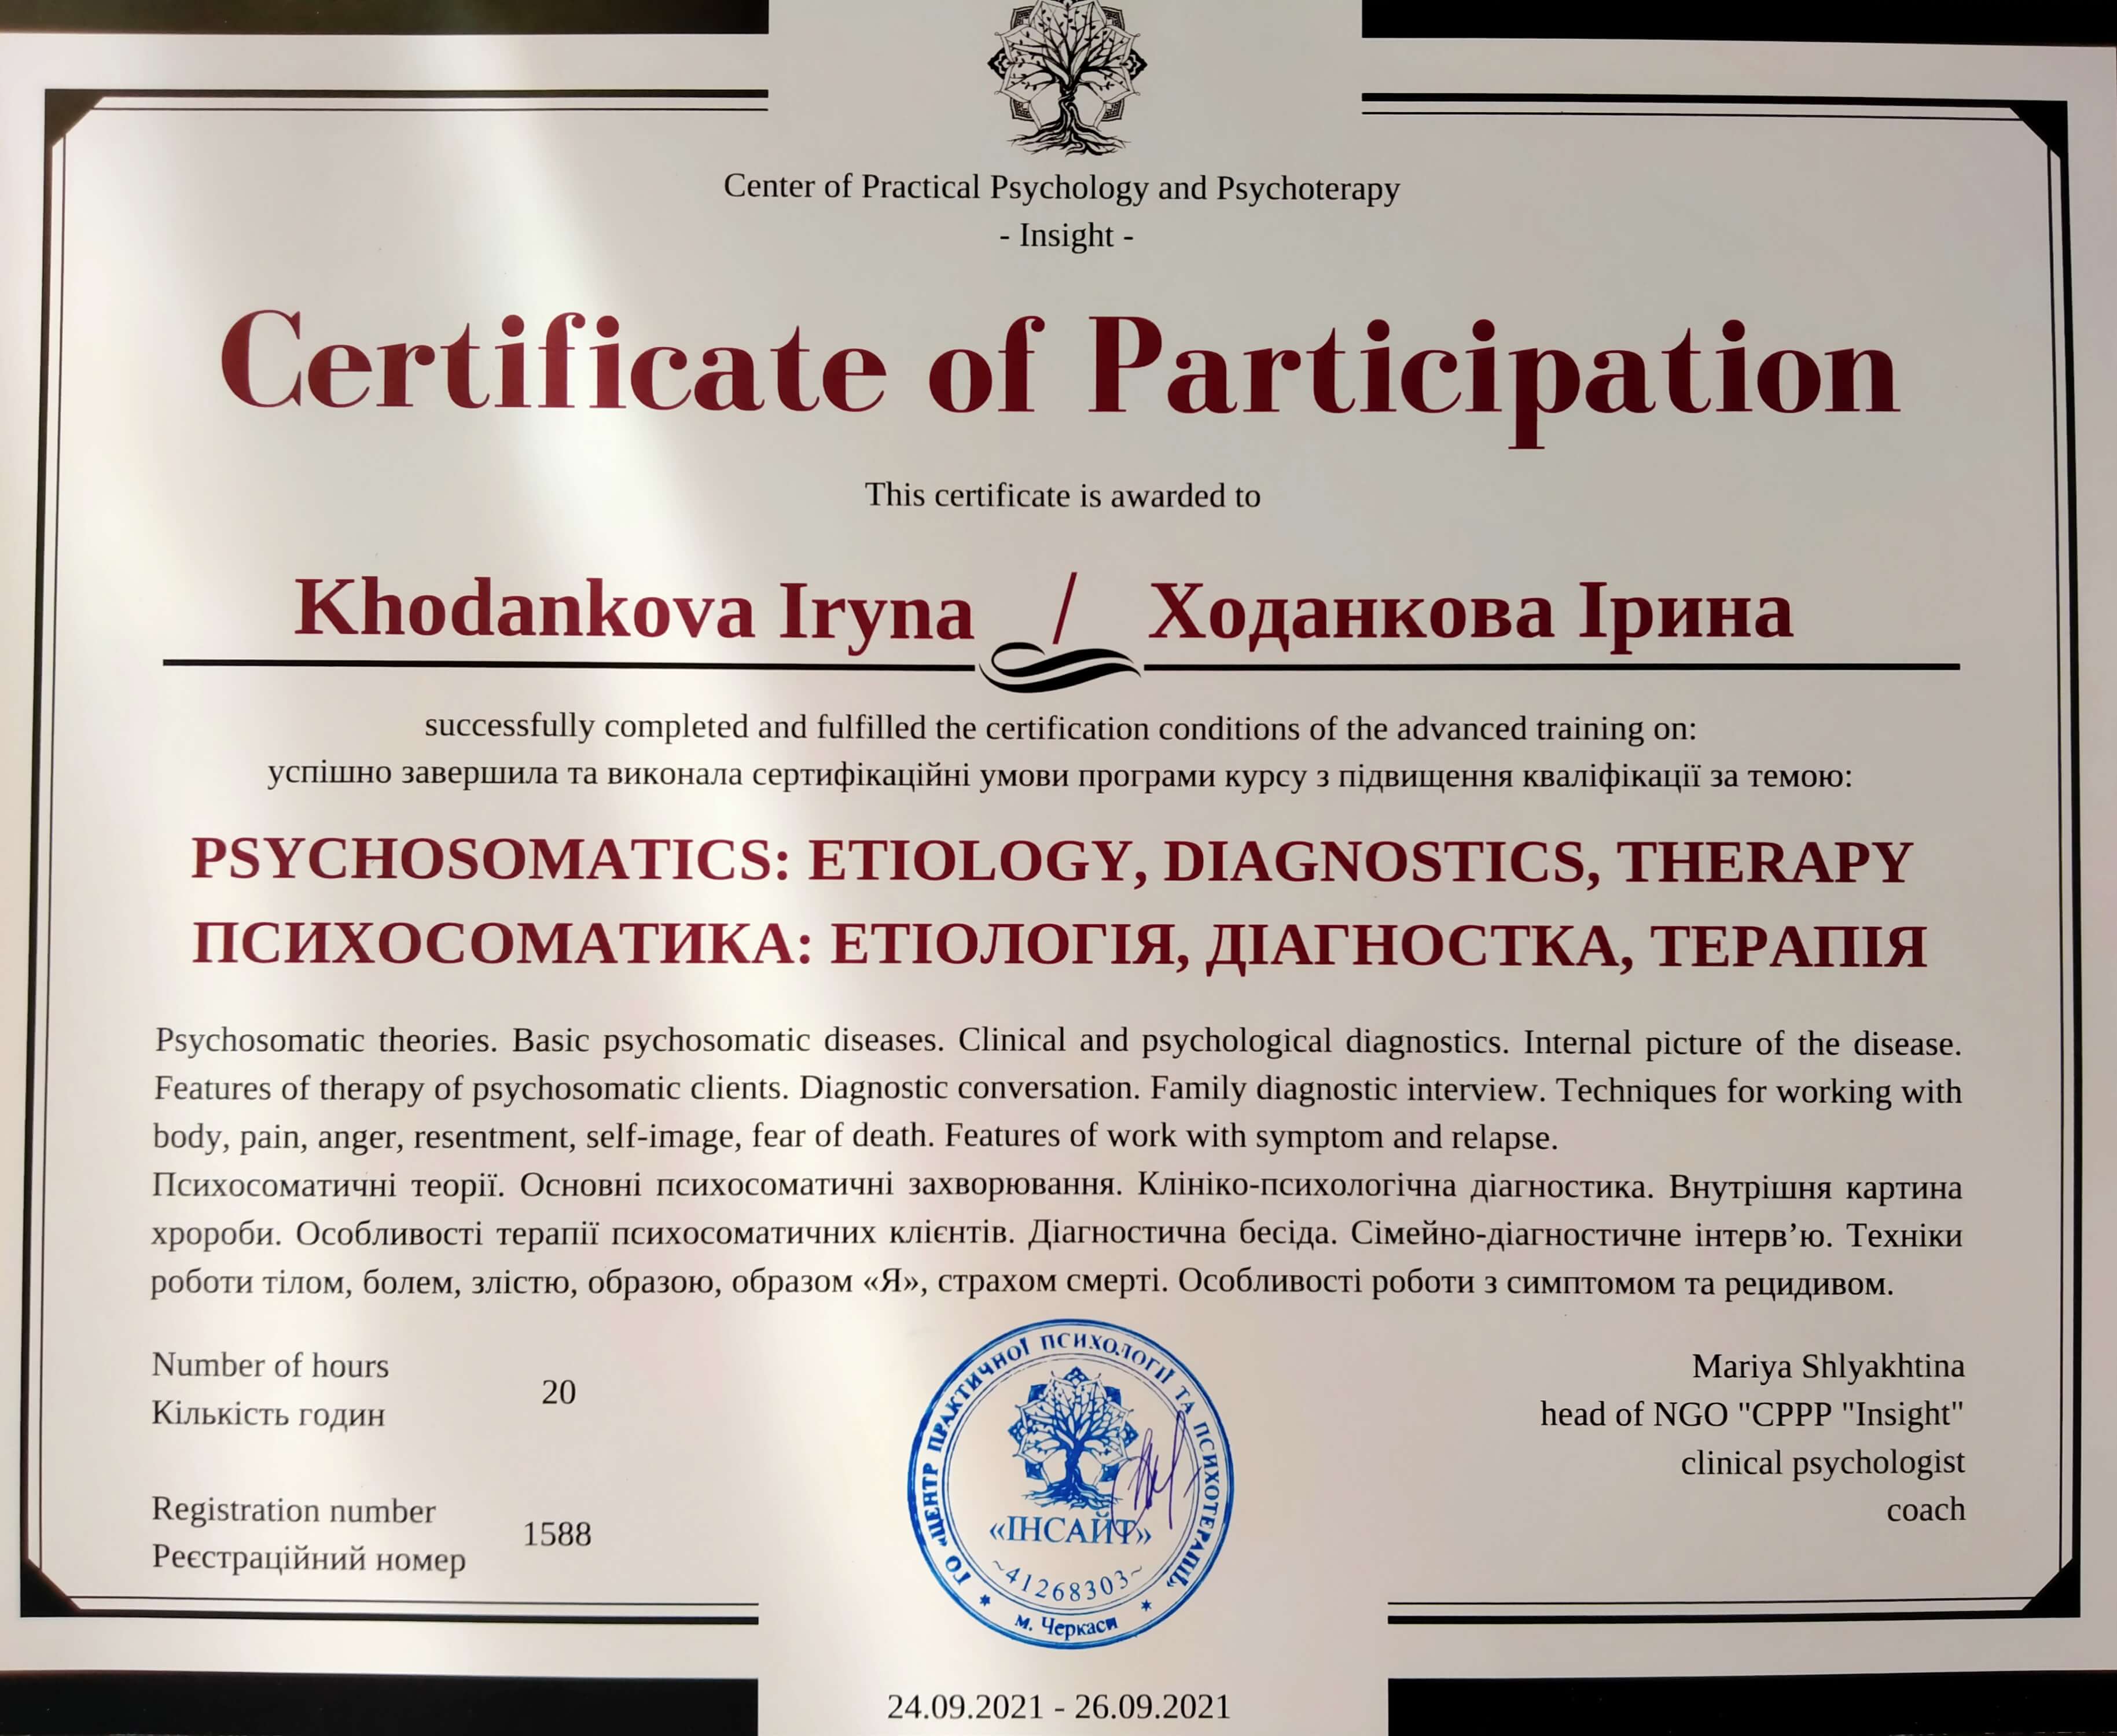 Center of Practical Psychology and Psychoterapy
- Insight -
Certificate of Participation
This certificate is awarded to
Khodankova Iryna / Ходанкова Ірина
successfully completed and fulfilled the certification conditions of the advanced training on:
успішно завершила та виконала сертифікаційні умови програми курсу з підвищення кваліфікації за темою:
PSYCHOSOMATICS: ETIOLOGY, DIAGNOSTICS, THERAPY
ПСИХОСОМАТИКА: ЕТІОЛОГІЯ, ДІАГНОСТКА, ТЕРАПІЯ
Psychosomatic theories. Basic psychosomatic diseases. Clinical and psychological diagnostics. Internal picture of the disease.
Features of therapy of psychosomatic clients. Diagnostic conversation. Family diagnostic interview. Techniques for working with
body, pain, anger, resentment, self-image, fear of death. Features of work with symptom and relapse.
Психосоматичні теорії. Основні психосоматичні захворювання. Клініко-психологічна діагностика. Внутрішня картина
хророби. Особливості терапії психосоматичних клієнтів. Діагностична бесіда. Сімейно-діагностичне інтерв’ю. Техніки
роботи тілом, болем, злістю, образою, образом «Я», страхом смерті. Особливості роботи з симптомом та рецидивом.
Number of hours
Кількість годин
20
Registration number
Реєстраційний номер
1588
ГО «ЦЕНТР ПРАКТИЧНОЇ ПСИХОЛОГІЇ ТА ПСИХОТЕРАПІЇ»
«ІНСАЙТ»
~41268303~
* м. Черкаси *
Mariya Shlyakhtina
head of NGO "CPPP "Insight"
clinical psychologist
coach
24.09.2021 - 26.09.2021